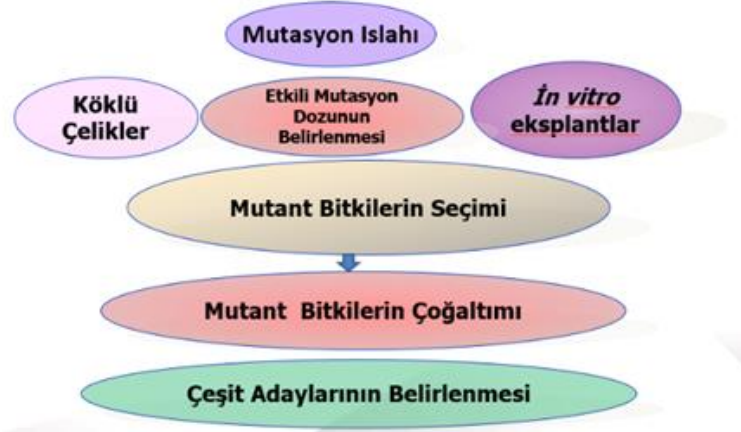 Mutasyon Islahı
Köklü
Çelikler
Etkili Mutasyon
Dozunun
Belirlenmesi
İn vitro
eksplantlar
Mutant Bitkilerin Seçimi
Mutant Bitkilerin Çoğaltımı
Çeşit Adaylarının Belirlenmesi